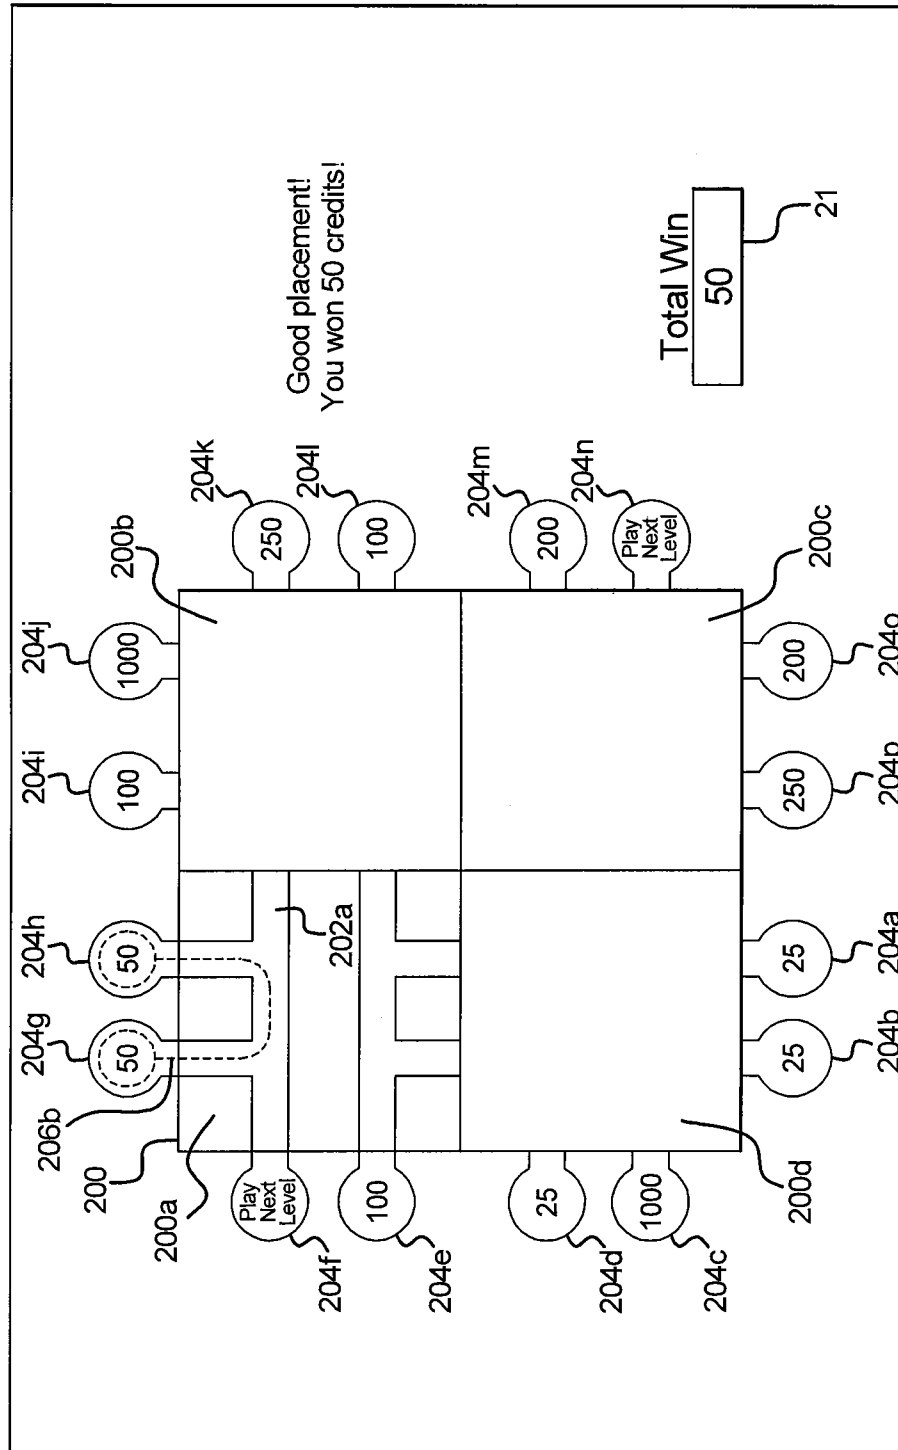 206b
204g
204h
204i
204j
200
50
50
100
1000
200b
200a
204k
Play
Next
Level
250
Good placement!
You won 50 credits!
204f
202a
204l
100
100
204e
204m
25
200
204d
204n
1000
Play
Next
Level
Total Win
50
204c
200d
25
25
250
200
200c
21
204b
204a
204p
204o